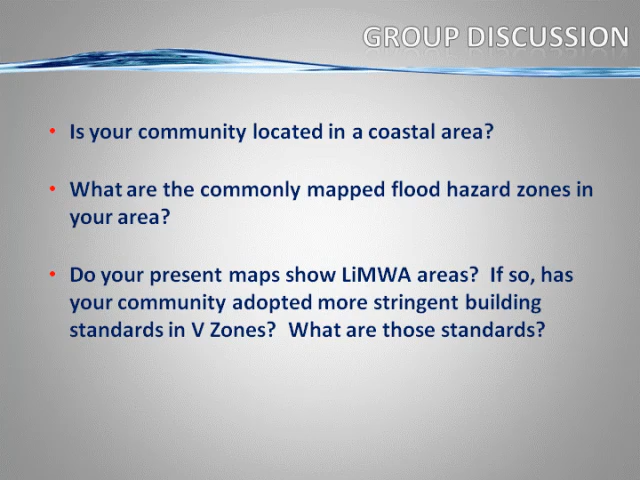 GROUP DISCUSSION
• Is your community located in a coastal area?
• What are the commonly mapped flood hazard zones in
your area?
• Do your present maps show LiMWA areas?  If so, has
your community adopted more stringent building
standards in V Zones?  What are those standards?